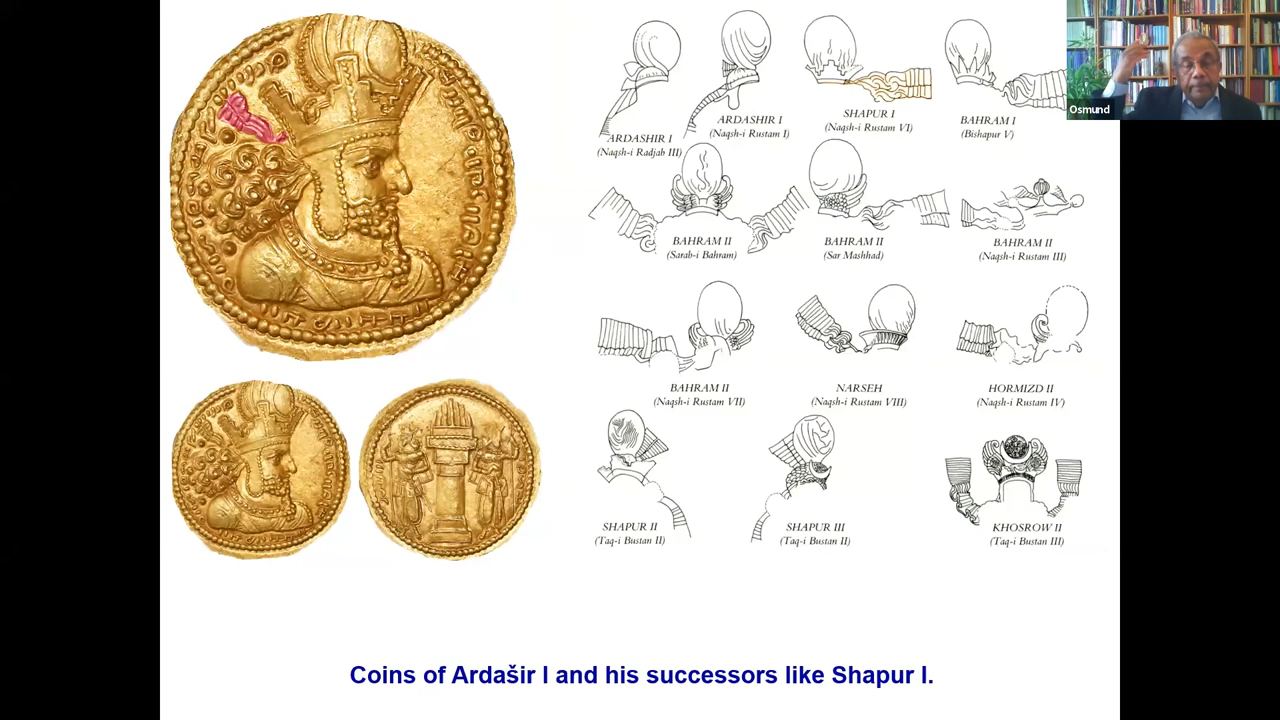 Osmund
ARDASHIR I
(Naqsh-i Radjab III)
ARDASHIR I
(Naqsh-i Rustam I)
SHAPUR I
(Naqsh-i Rustam VI)
BAHRAM I
(Bishapur V)
BAHRAM II
(Sarab-i Bahram)
BAHRAM II
(Sar Mashhad)
BAHRAM II
(Naqsh-i Rustam III)
BAHRAM II
(Naqsh-i Rustam VII)
NARSEH
(Naqsh-i Rustam VIII)
HORMIZD II
(Naqsh-i Rustam IV)
SHAPUR II
(Taq-i Bustan II)
SHAPUR III
(Taq-i Bustan II)
KHOSROW II
(Taq-i Bustan III)
Coins of Ardašir I and his successors like Shapur I.